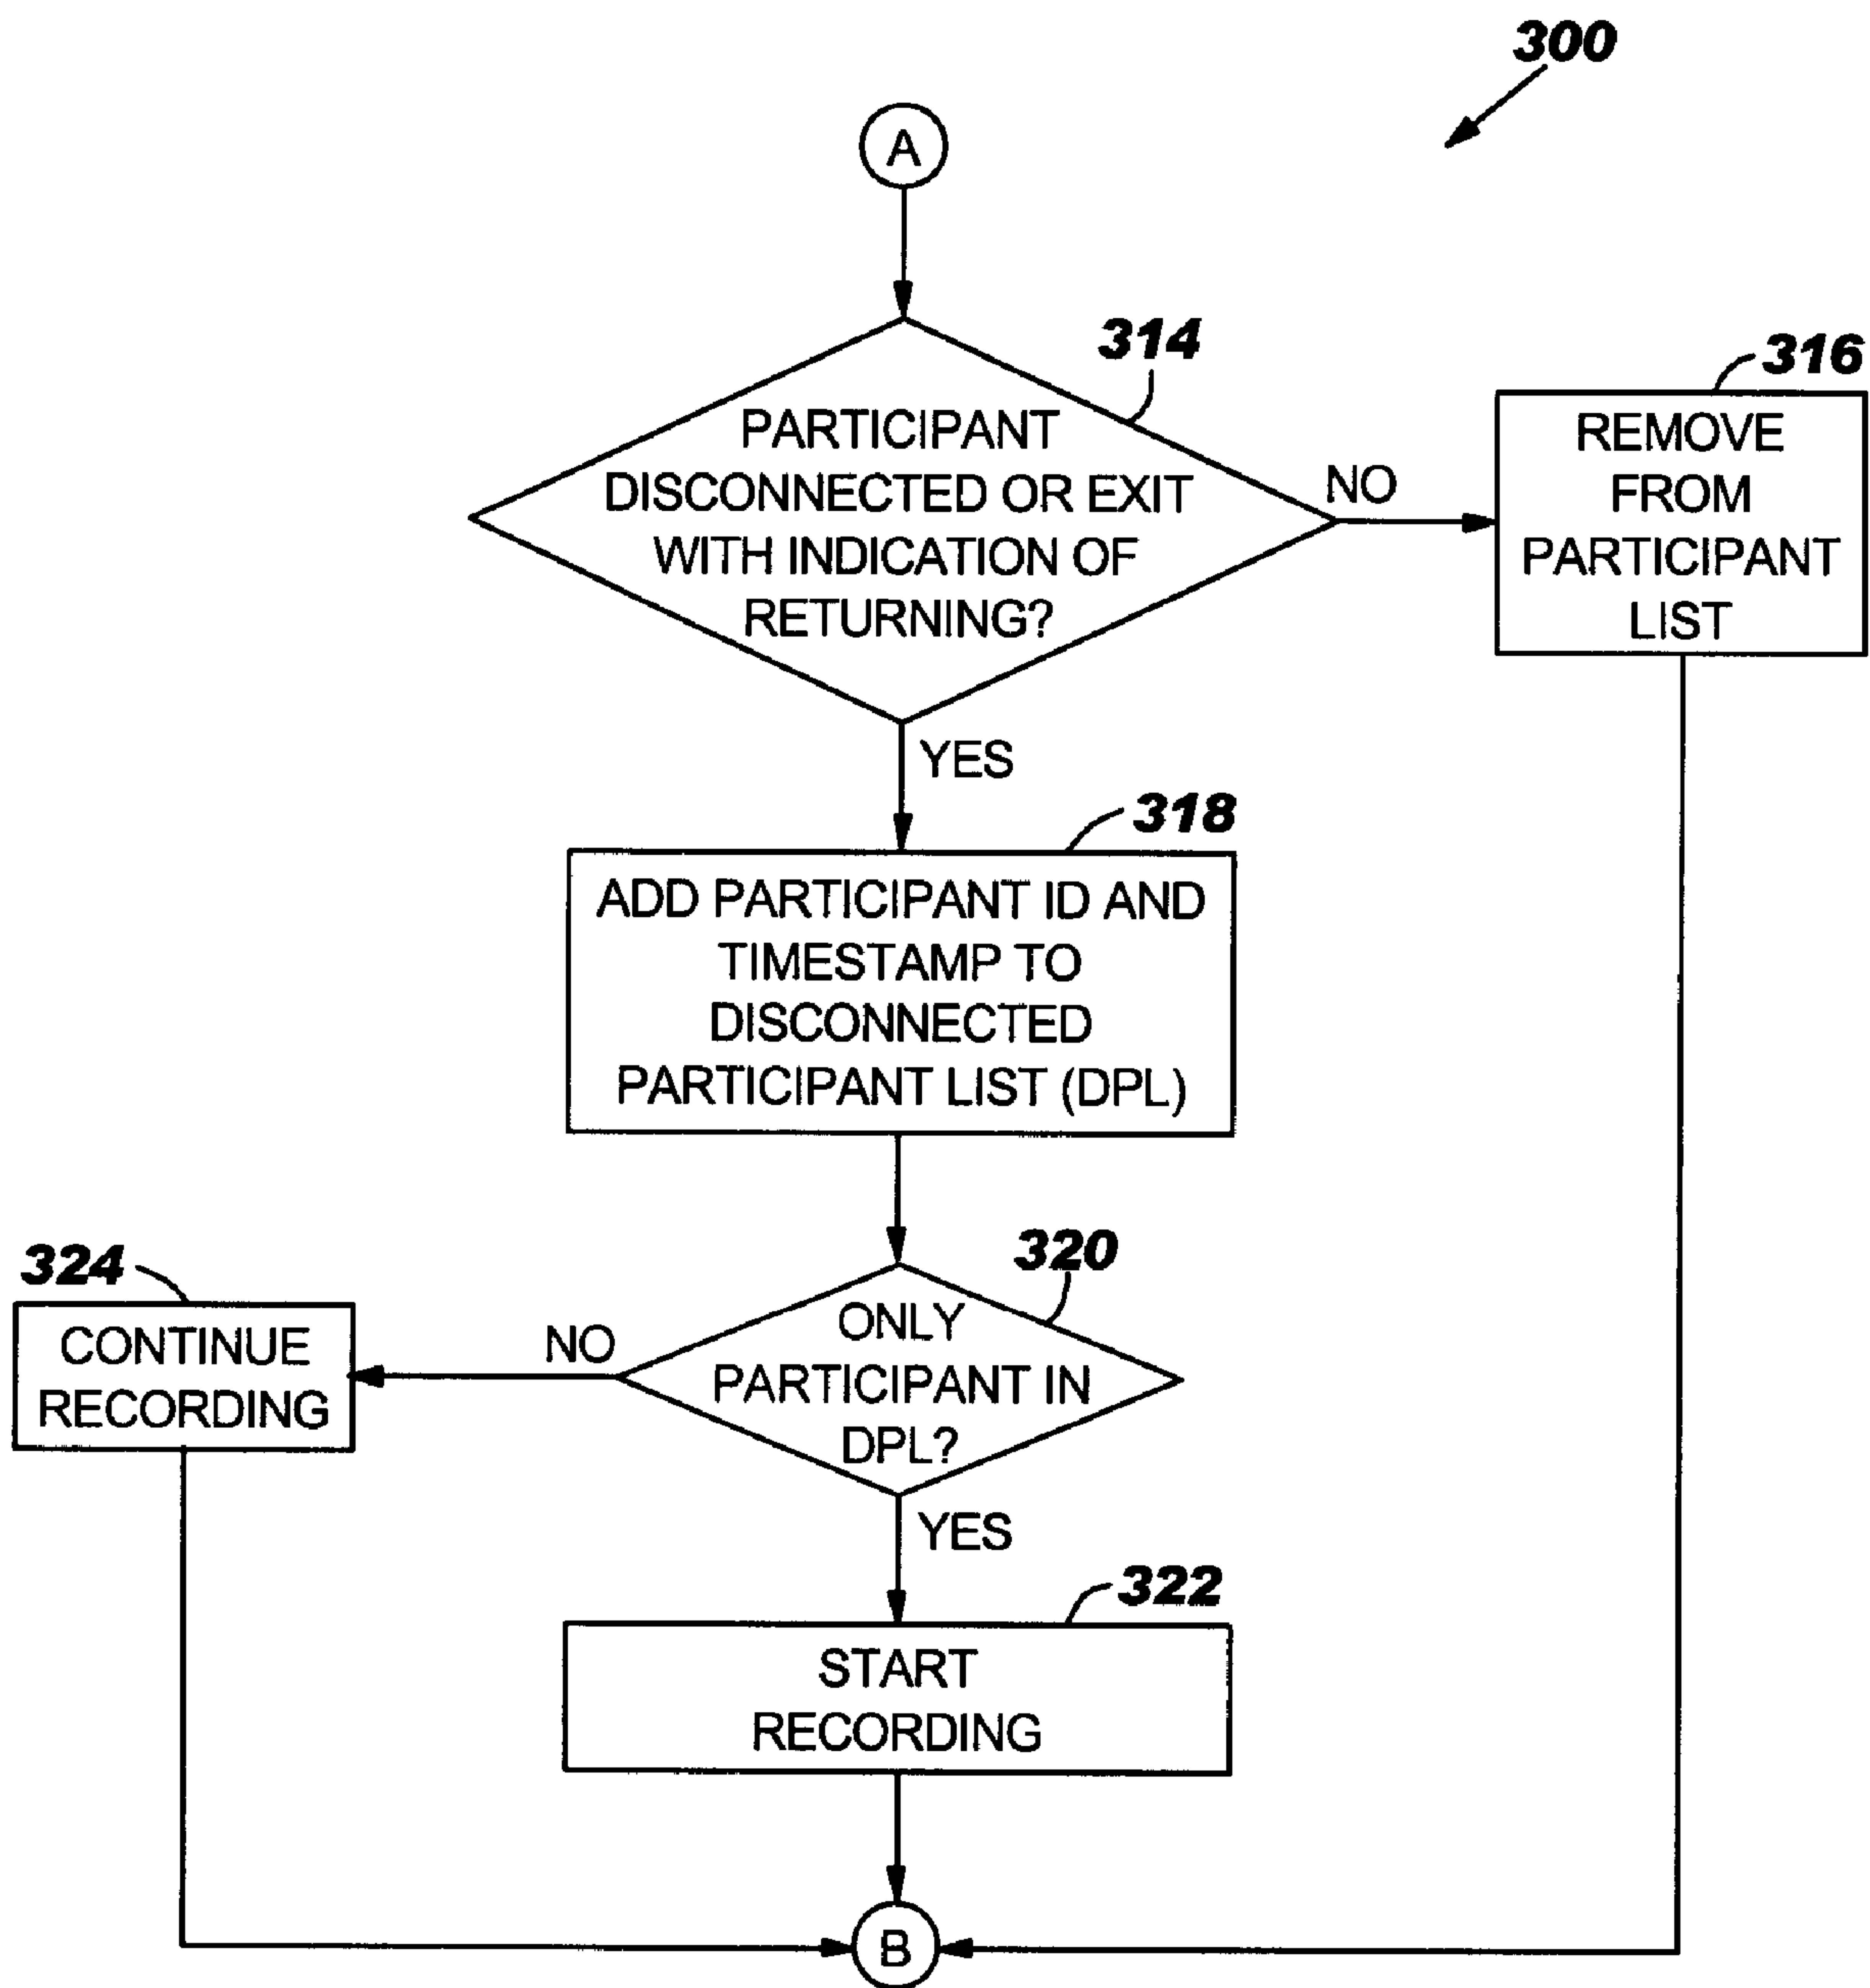 300
A
314
PARTICIPANT
DISCONNECTED OR EXIT
WITH INDICATION OF
RETURNING?
NO
316
REMOVE
FROM
PARTICIPANT
LIST
YES
318
ADD PARTICIPANT ID AND
TIMESTAMP TO
DISCONNECTED
PARTICIPANT LIST (DPL)
320
ONLY
PARTICIPANT IN
DPL?
NO
324
CONTINUE
RECORDING
YES
322
START
RECORDING
B